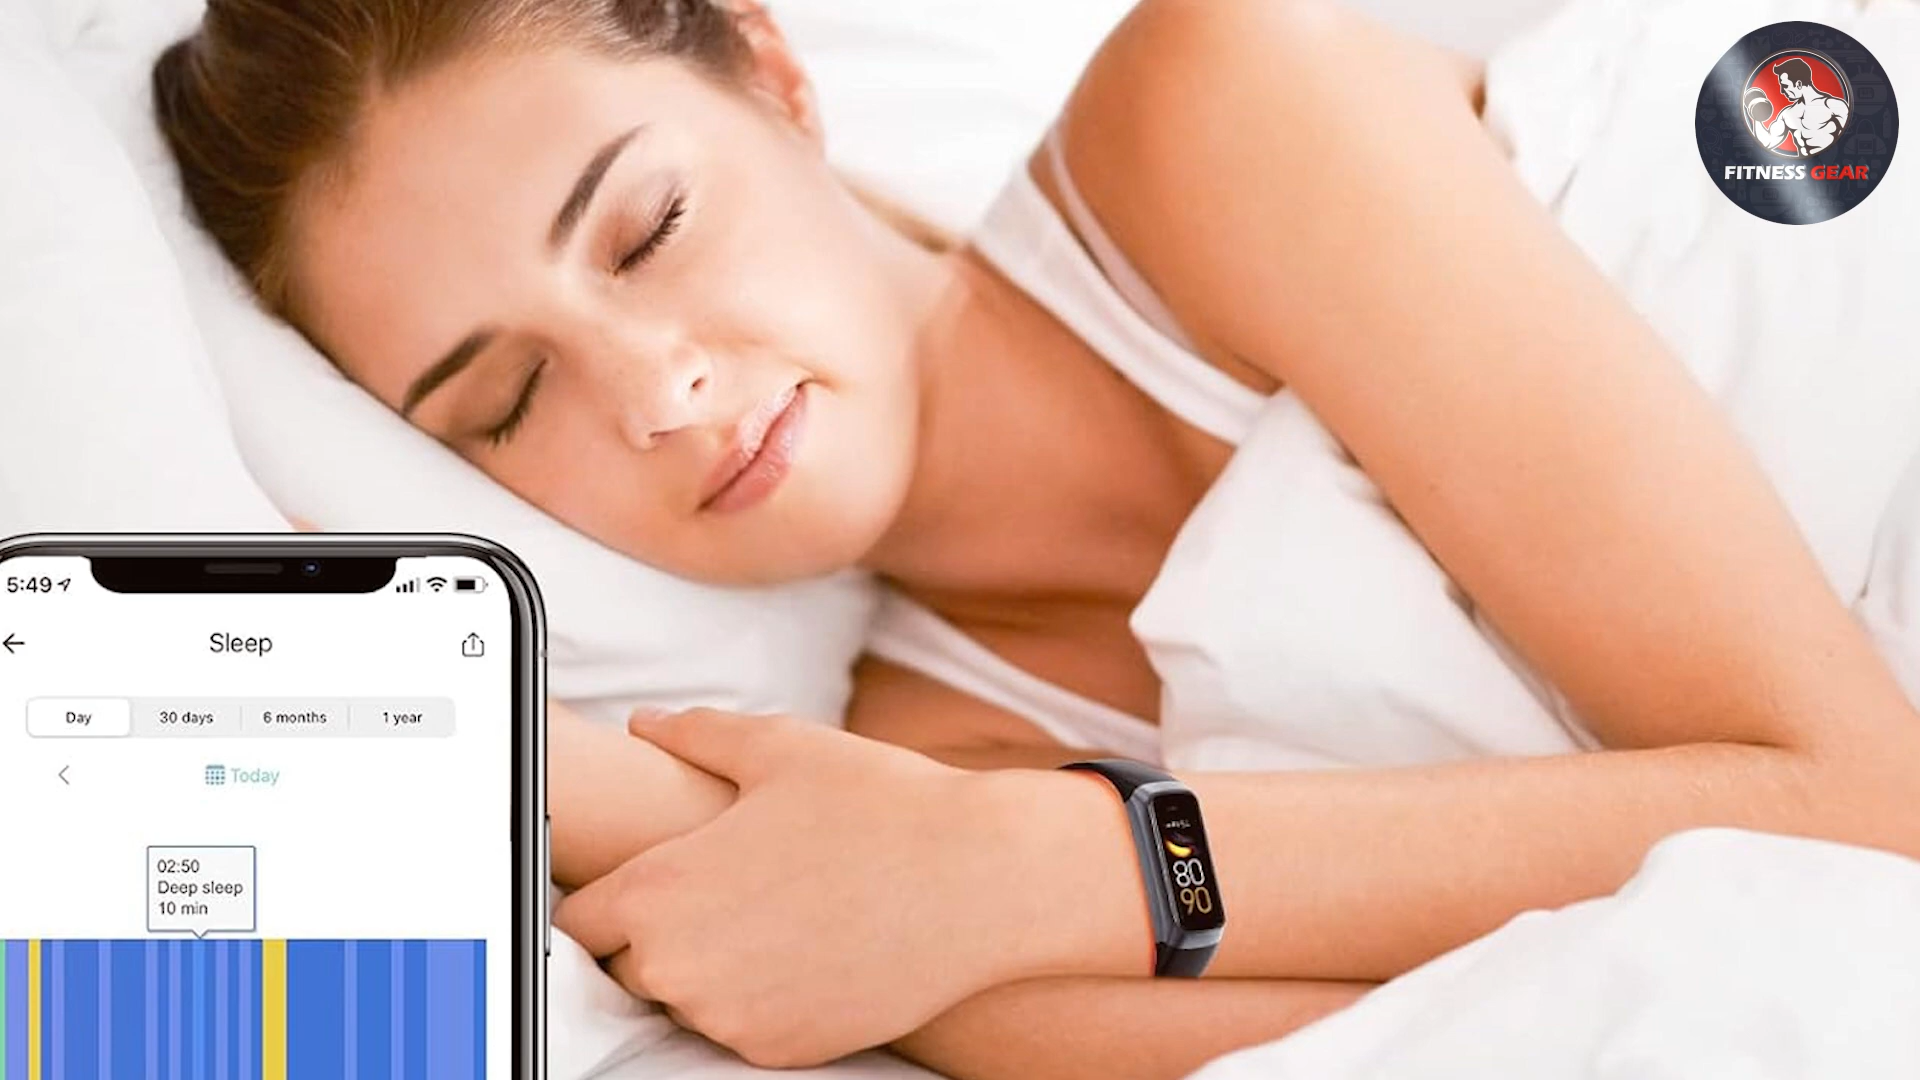 FITNESS GEAR
5:49
Sleep
Day 30 days 6 months 1 year
Today
02:50
Deep sleep
10 min
80
90